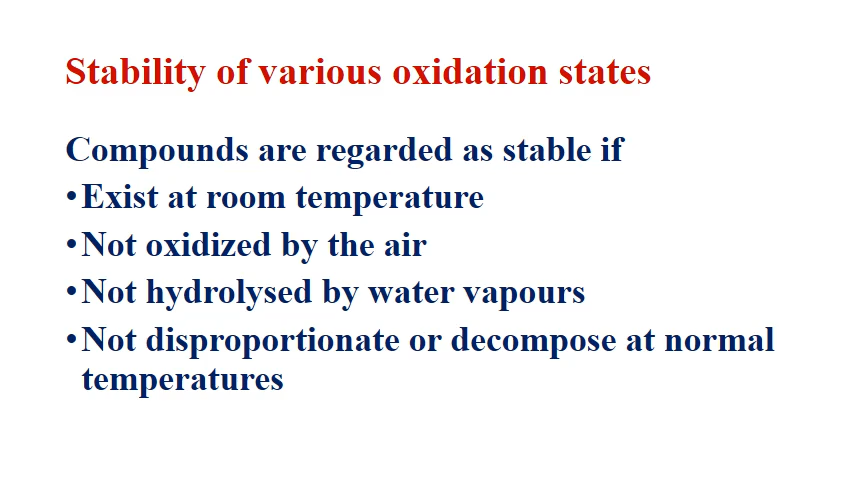 Stability of various oxidation states
Compounds are regarded as stable if
•Exist at room temperature
•Not oxidized by the air
•Not hydrolysed by water vapours
•Not disproportionate or decompose at normal
temperatures